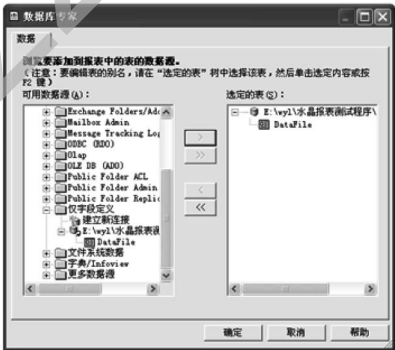 数据库专家
数据
浏览要添加到报表中的表的数据源。
(注意：要编辑表的别名，请在“选定的表”树中选择该表，然后单击选定内容或按
F2 键)
可用数据源(A)：
选定的表(S)：
Exchange Folders/Add
Mailbox Admin
Message Tracking Log
ODBC (RDO)
Olap
OLE DB (ADO)
Public Folder ACL
Public Folder Admin
Public Folder Replic
仅字段定义
建立新连接
E:\wyl\水晶报表测
DataFile
文件系统数据
字典/Infoview
更多数据源
>
>>
<
<<
E:\wyl\水晶报表测试程序\
DataFile
确定
取消
帮助